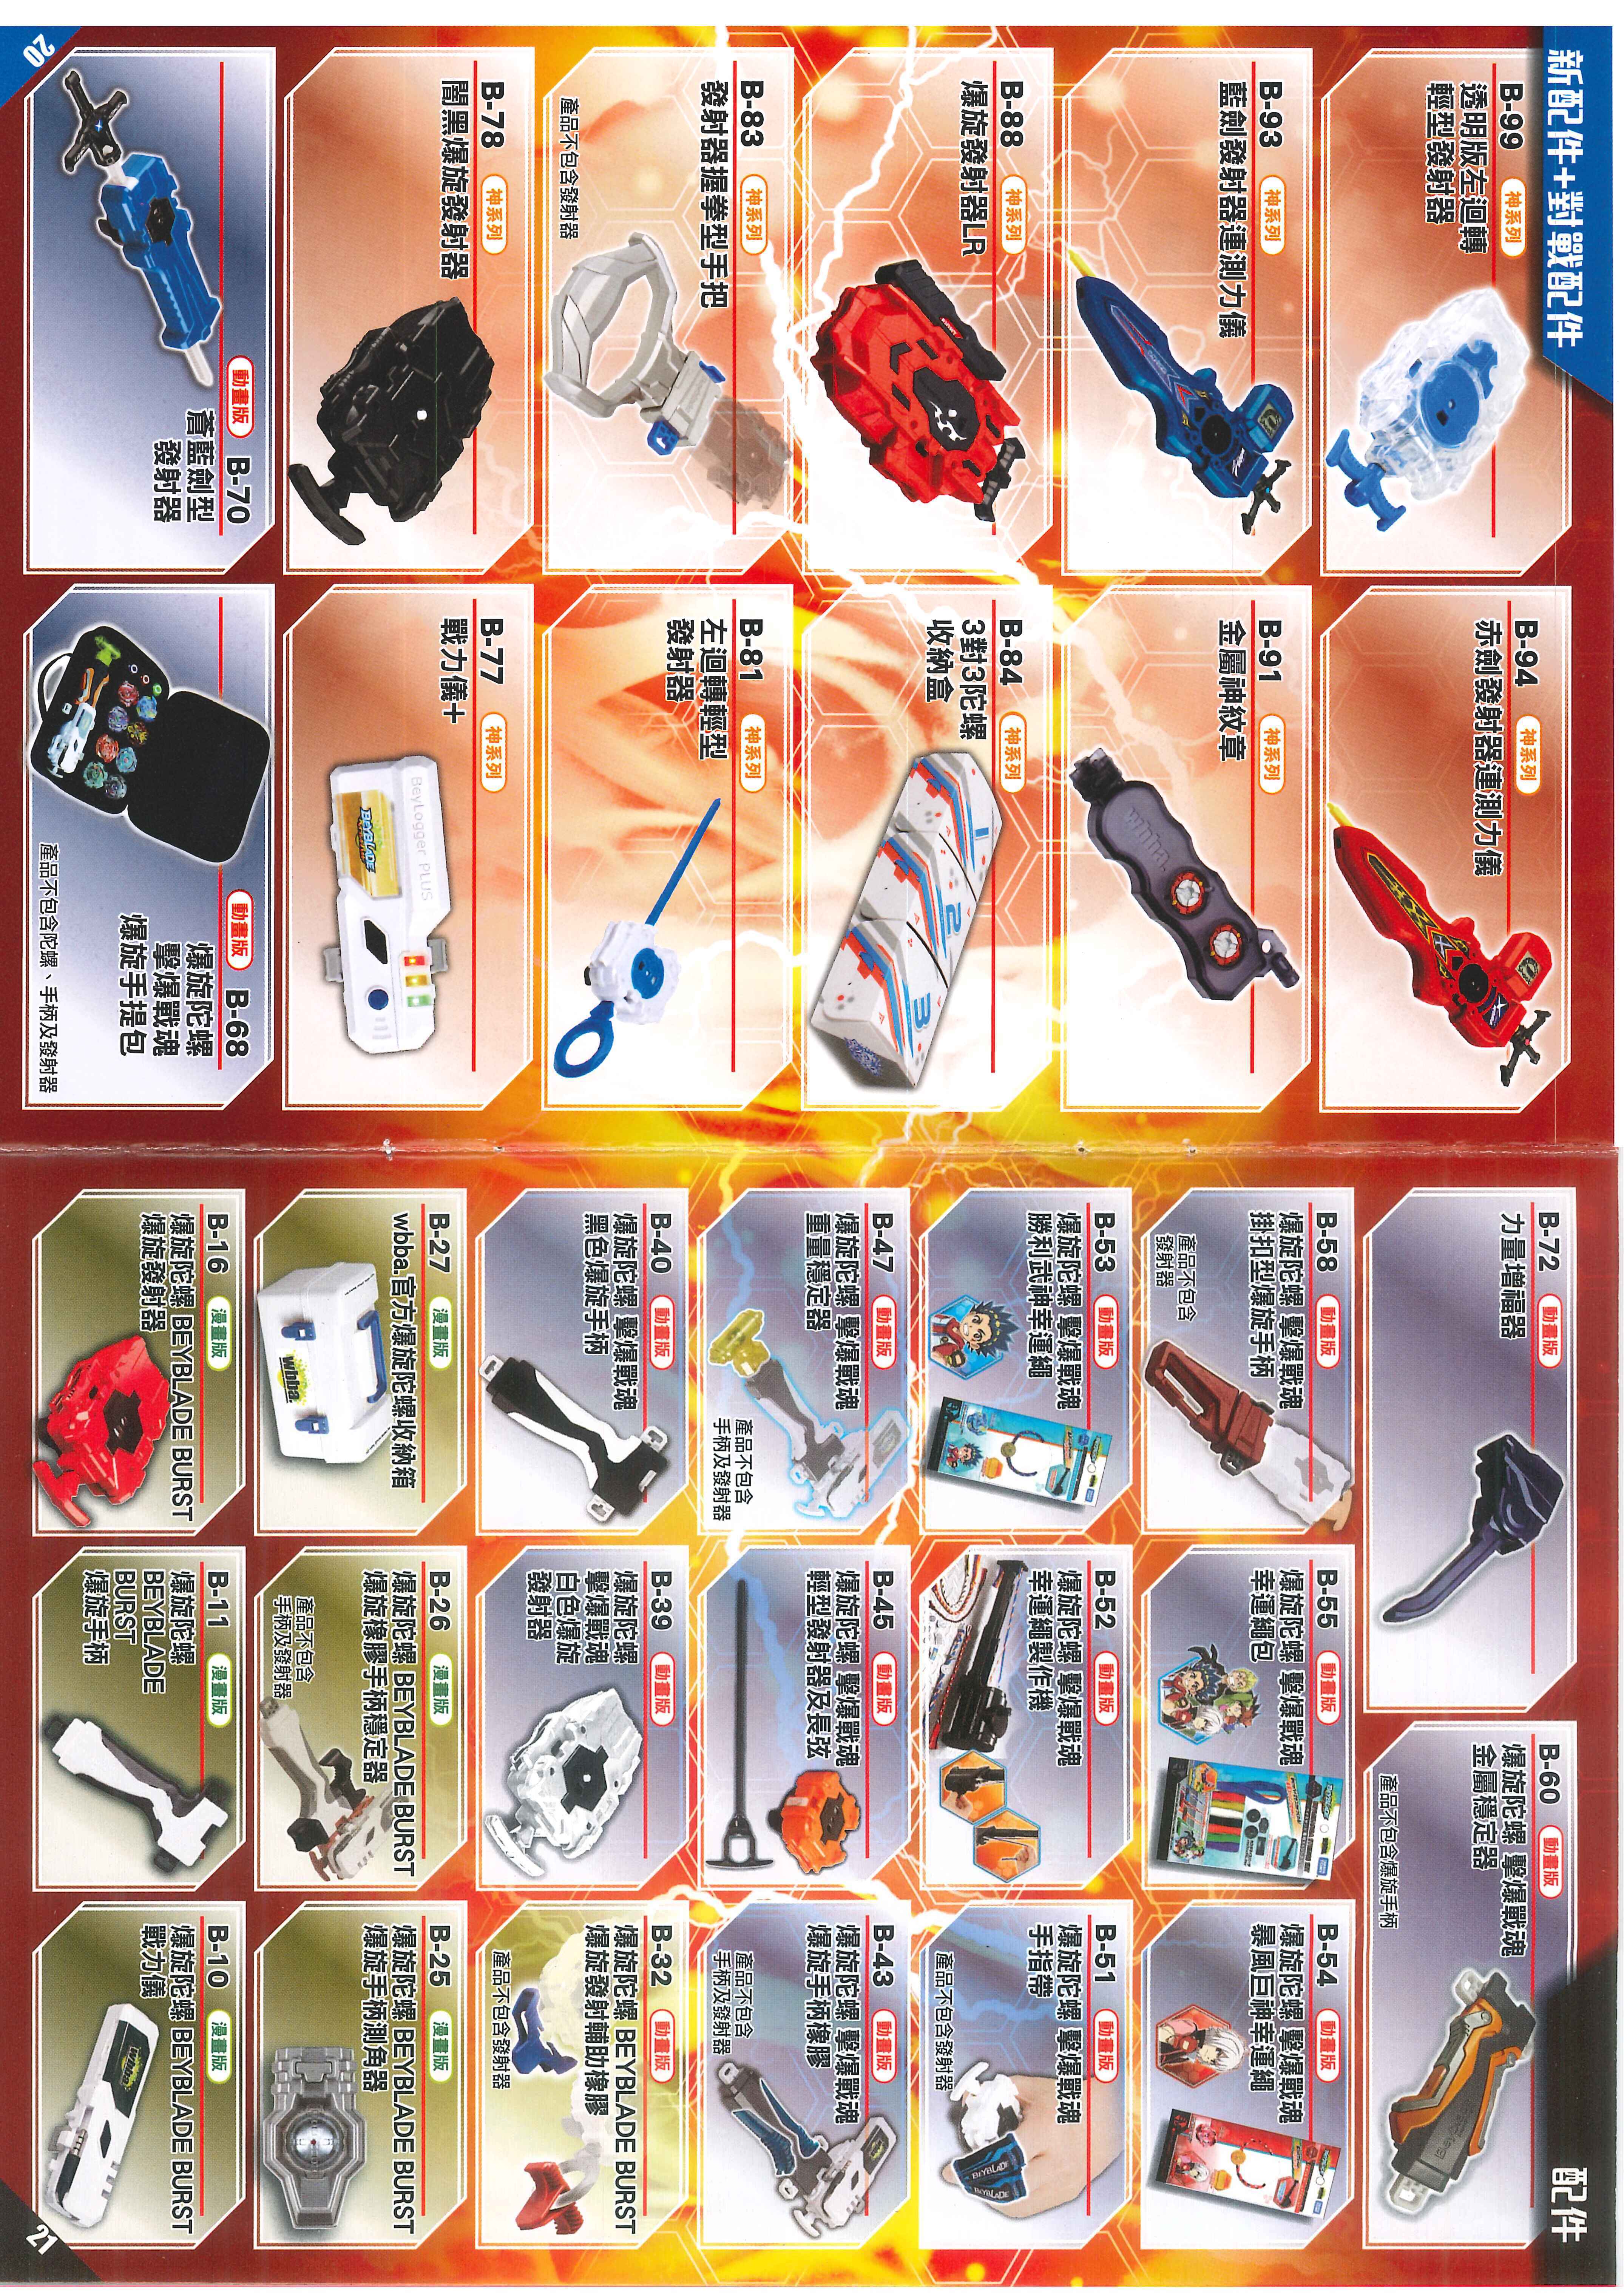 新配件+對戰配件
B-99 神系列
透明版左迴轉
輕型發射器
B-94 神系列
赤劍發射器連測力儀
B-93 神系列
藍劍發射器連測力儀
B-91 神系列
金屬神紋章
wbba.
B-88 神系列
爆旋發射器LR
B-84 神系列
3對3陀螺
收納盒
1
2
3
B-83 神系列
發射器握拳型手把
產品不包含發射器
B-81 神系列
左迴轉輕型
發射器
B-78 神系列
闇黑爆旋發射器
B-77 神系列
戰力儀+
BeyLogger PLUS
BEYBLADE
動畫版 B-70
蒼藍劍型
發射器
動畫版 B-68
爆旋陀螺
擊爆戰魂
爆旋手提包
產品不包含陀螺、手柄及發射器
20
配件
B-72 動畫版
力量增福器
B-60 動畫版
爆旋陀螺 擊爆戰魂
金屬穩定器
產品不包含爆旋手柄
B-58 動畫版
爆旋陀螺 擊爆戰魂
掛扣型爆旋手柄
產品不包含
發射器
B-55 動畫版
爆旋陀螺 擊爆戰魂
幸運繩包
BEYBLADE
B-54 動畫版
爆旋陀螺 擊爆戰魂
暴風巨神幸運繩
B-53 動畫版
爆旋陀螺 擊爆戰魂
勝利武神幸運繩
B-52 動畫版
爆旋陀螺 擊爆戰魂
幸運繩製作機
B-51 動畫版
爆旋陀螺 擊爆戰魂
手指帶
BEYBLADE
產品不包含發射器
B-47 動畫版
爆旋陀螺 擊爆戰魂
重量穩定器
產品不包含
手柄及發射器
B-45 動畫版
爆旋陀螺 擊爆戰魂
輕型發射器及長弦
B-43 動畫版
爆旋陀螺 擊爆戰魂
爆旋手柄橡膠
產品不包含
手柄及發射器
B-40 動畫版
爆旋陀螺 擊爆戰魂
黑色爆旋手柄
B-39 動畫版
爆旋陀螺
擊爆戰魂
白色爆旋
發射器
B-32 動畫版
爆旋陀螺 BEYBLADE BURST
爆旋發射輔助橡膠
產品不包含發射器
B-27 漫畫版
wbba.官方爆旋陀螺收納箱
wbba.
B-26 漫畫版
爆旋陀螺 BEYBLADE BURST
爆旋橡膠手柄穩定器
產品不包含
手柄及發射器
B-25 漫畫版
爆旋陀螺 BEYBLADE BURST
爆旋手柄測角器
B-16 漫畫版
爆旋陀螺 BEYBLADE BURST
爆旋發射器
B-11 漫畫版
爆旋陀螺
BEYBLADE
BURST
爆旋手柄
B-10 漫畫版
爆旋陀螺 BEYBLADE BURST
戰力儀
wbba.
21